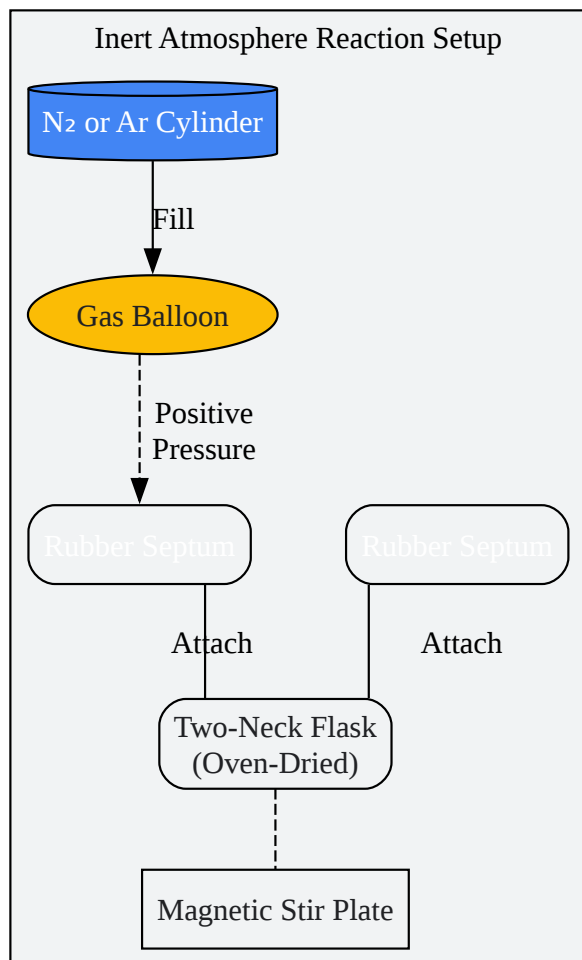 Inert Atmosphere Reaction Setup
N₂ or Ar Cylinder
Fill
Gas Balloon
Positive
Pressure
Rubber Septum
Rubber Septum
Attach
Attach
Two-Neck Flask
(Oven-Dried)
Magnetic Stir Plate